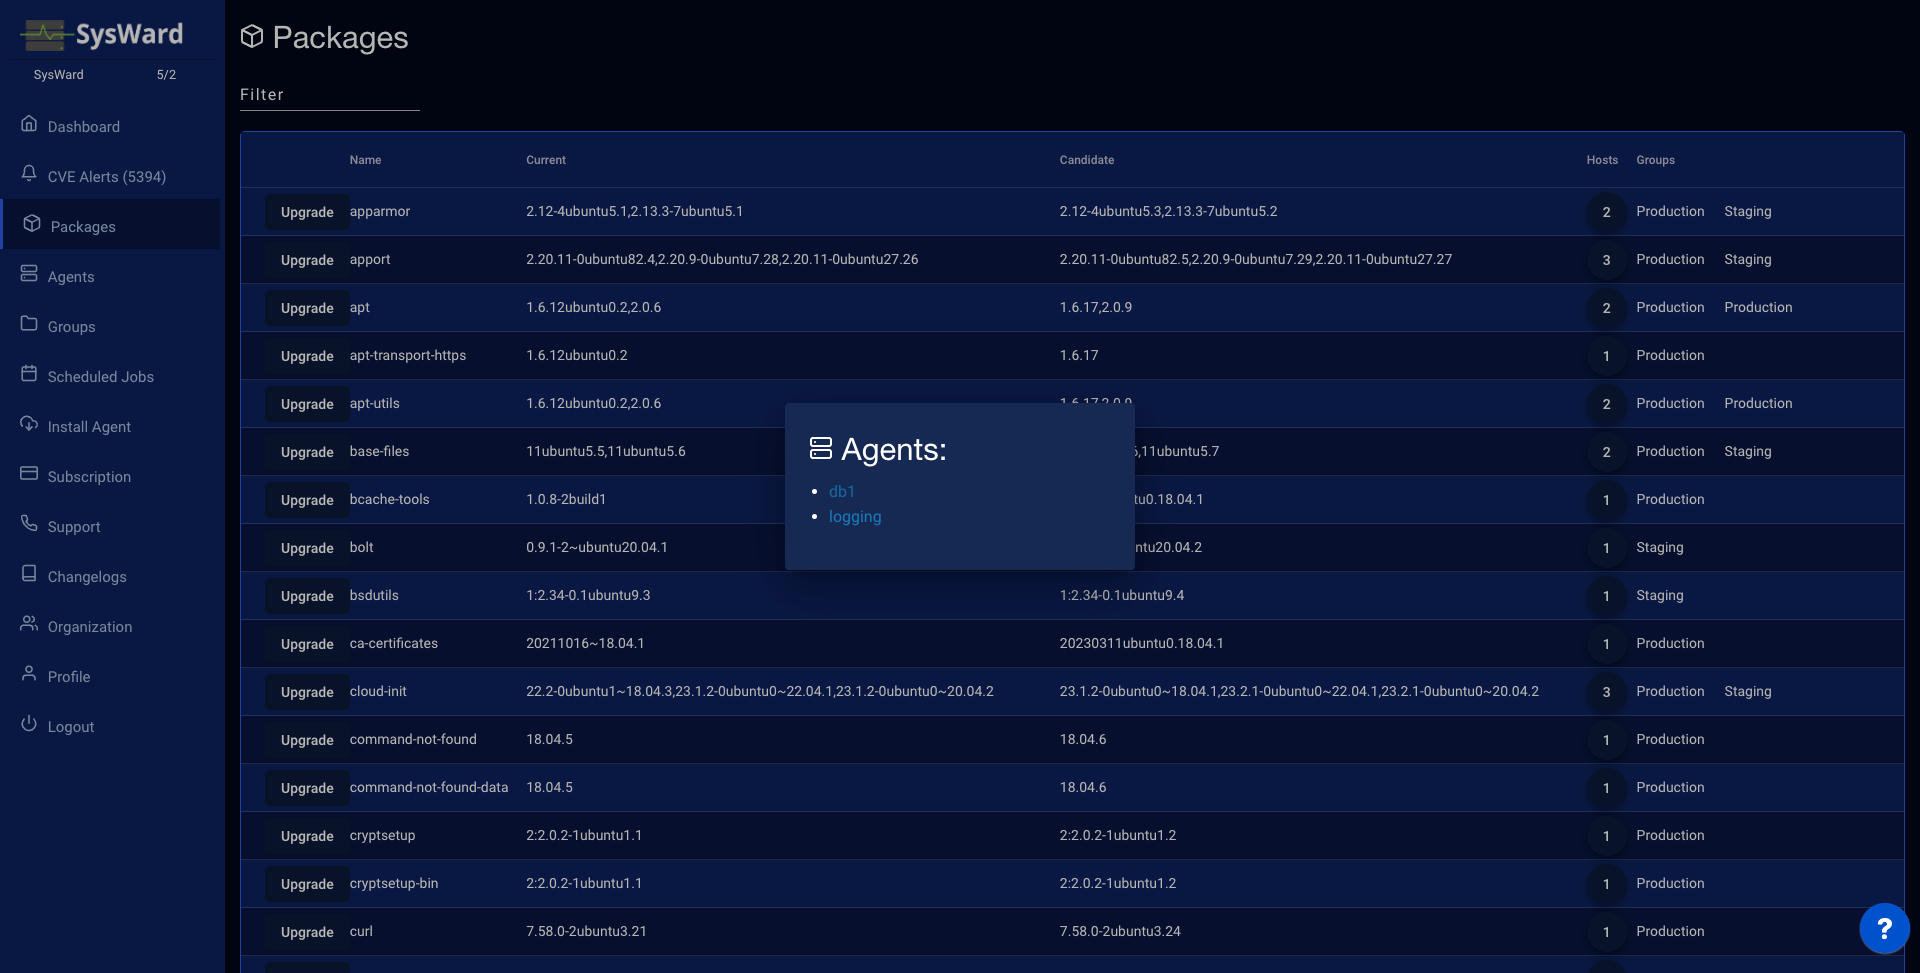 SysWard
SysWard 5/2
Dashboard
CVE Alerts (5394)
Packages
Agents
Groups
Scheduled Jobs
Install Agent
Subscription
Support
Changelogs
Organization
Profile
Logout
Packages
Filter
Name Current Candidate Hosts Groups
Upgrade apparmor 2.12-4ubuntu5.1,2.13.3-7ubuntu5.1 2.12-4ubuntu5.3,2.13.3-7ubuntu5.2 2 Production Staging
Upgrade apport 2.20.11-0ubuntu82.4,2.20.9-0ubuntu7.28,2.20.11-0ubuntu27.26 2.20.11-0ubuntu82.5,2.20.9-0ubuntu7.29,2.20.11-0ubuntu27.27 3 Production Staging
Upgrade apt 1.6.12ubuntu0.2,2.0.6 1.6.17,2.0.9 2 Production Production
Upgrade apt-transport-https 1.6.12ubuntu0.2 1.6.17 1 Production
Upgrade apt-utils 1.6.12ubuntu0.2,2.0.6 1.6.17,2.0.9 2 Production Production
Upgrade base-files 11ubuntu5.5,11ubuntu5.6 ,11ubuntu5.7 2 Production Staging
Upgrade bcache-tools 1.0.8-2build1 tu0.18.04.1 1 Production
Upgrade bolt 0.9.1-2~ubuntu20.04.1 ntu20.04.2 1 Staging
Upgrade bsdutils 1:2.34-0.1ubuntu9.3 1:2.34-0.1ubuntu9.4 1 Staging
Upgrade ca-certificates 20211016~18.04.1 20230311ubuntu0.18.04.1 1 Production
Upgrade cloud-init 22.2-0ubuntu1~18.04.3,23.1.2-0ubuntu0~22.04.1,23.1.2-0ubuntu0~20.04.2 23.1.2-0ubuntu0~18.04.1,23.2.1-0ubuntu0~22.04.1,23.2.1-0ubuntu0~20.04.2 3 Production Staging
Upgrade command-not-found 18.04.5 18.04.6 1 Production
Upgrade command-not-found-data 18.04.5 18.04.6 1 Production
Upgrade cryptsetup 2:2.0.2-1ubuntu1.1 2:2.0.2-1ubuntu1.2 1 Production
Upgrade cryptsetup-bin 2:2.0.2-1ubuntu1.1 2:2.0.2-1ubuntu1.2 1 Production
Upgrade curl 7.58.0-2ubuntu3.21 7.58.0-2ubuntu3.24 1 Production
Agents:
db1
logging
?